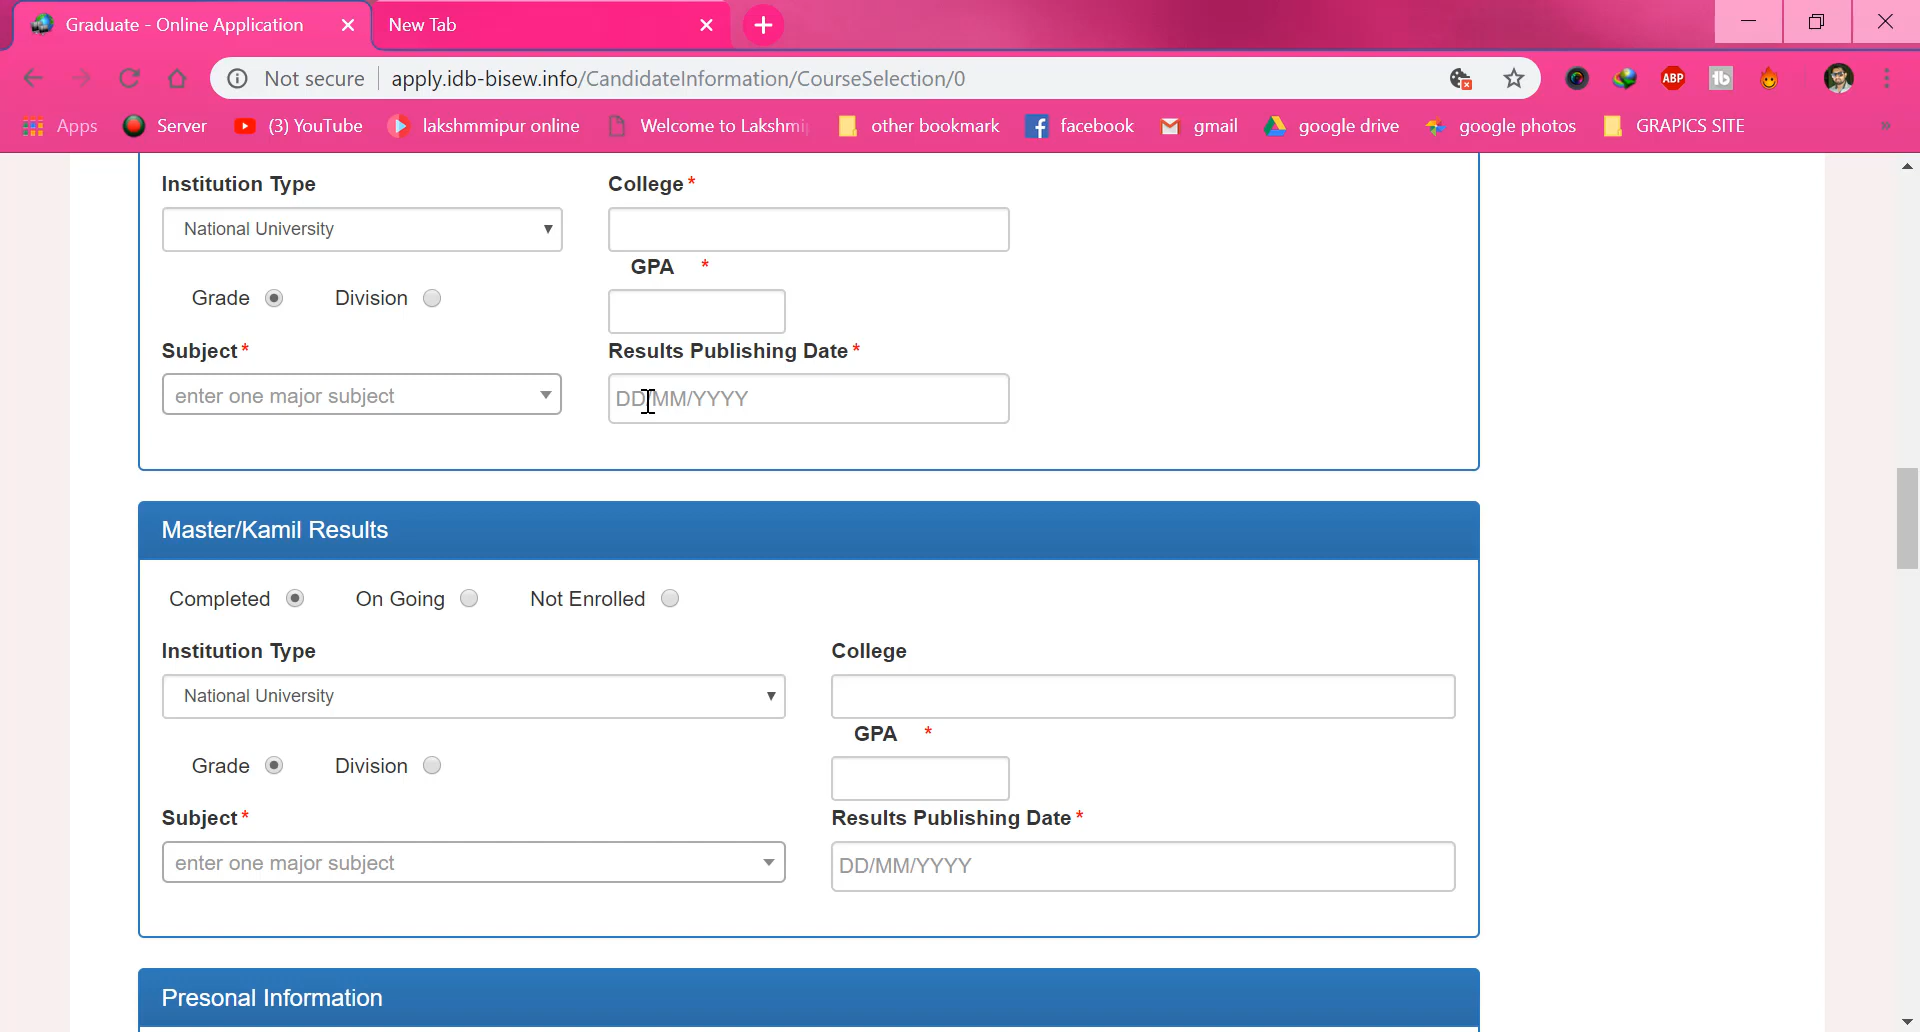 Graduate - Online Application
New Tab
Not secure
apply.idb-bisew.info/CandidateInformation/CourseSelection/0
ABP
Apps
Server
(3) YouTube
lakshmmipur online
Welcome to Lakshmi
other bookmark
facebook
gmail
google drive
google photos
GRAPICS SITE
Institution Type
College *
National University
GPA *
Grade
Division
Subject *
Results Publishing Date *
enter one major subject
DD/MM/YYYY
Master/Kamil Results
Completed
On Going
Not Enrolled
Institution Type
College
National University
GPA *
Grade
Division
Subject *
Results Publishing Date *
enter one major subject
DD/MM/YYYY
Presonal Information